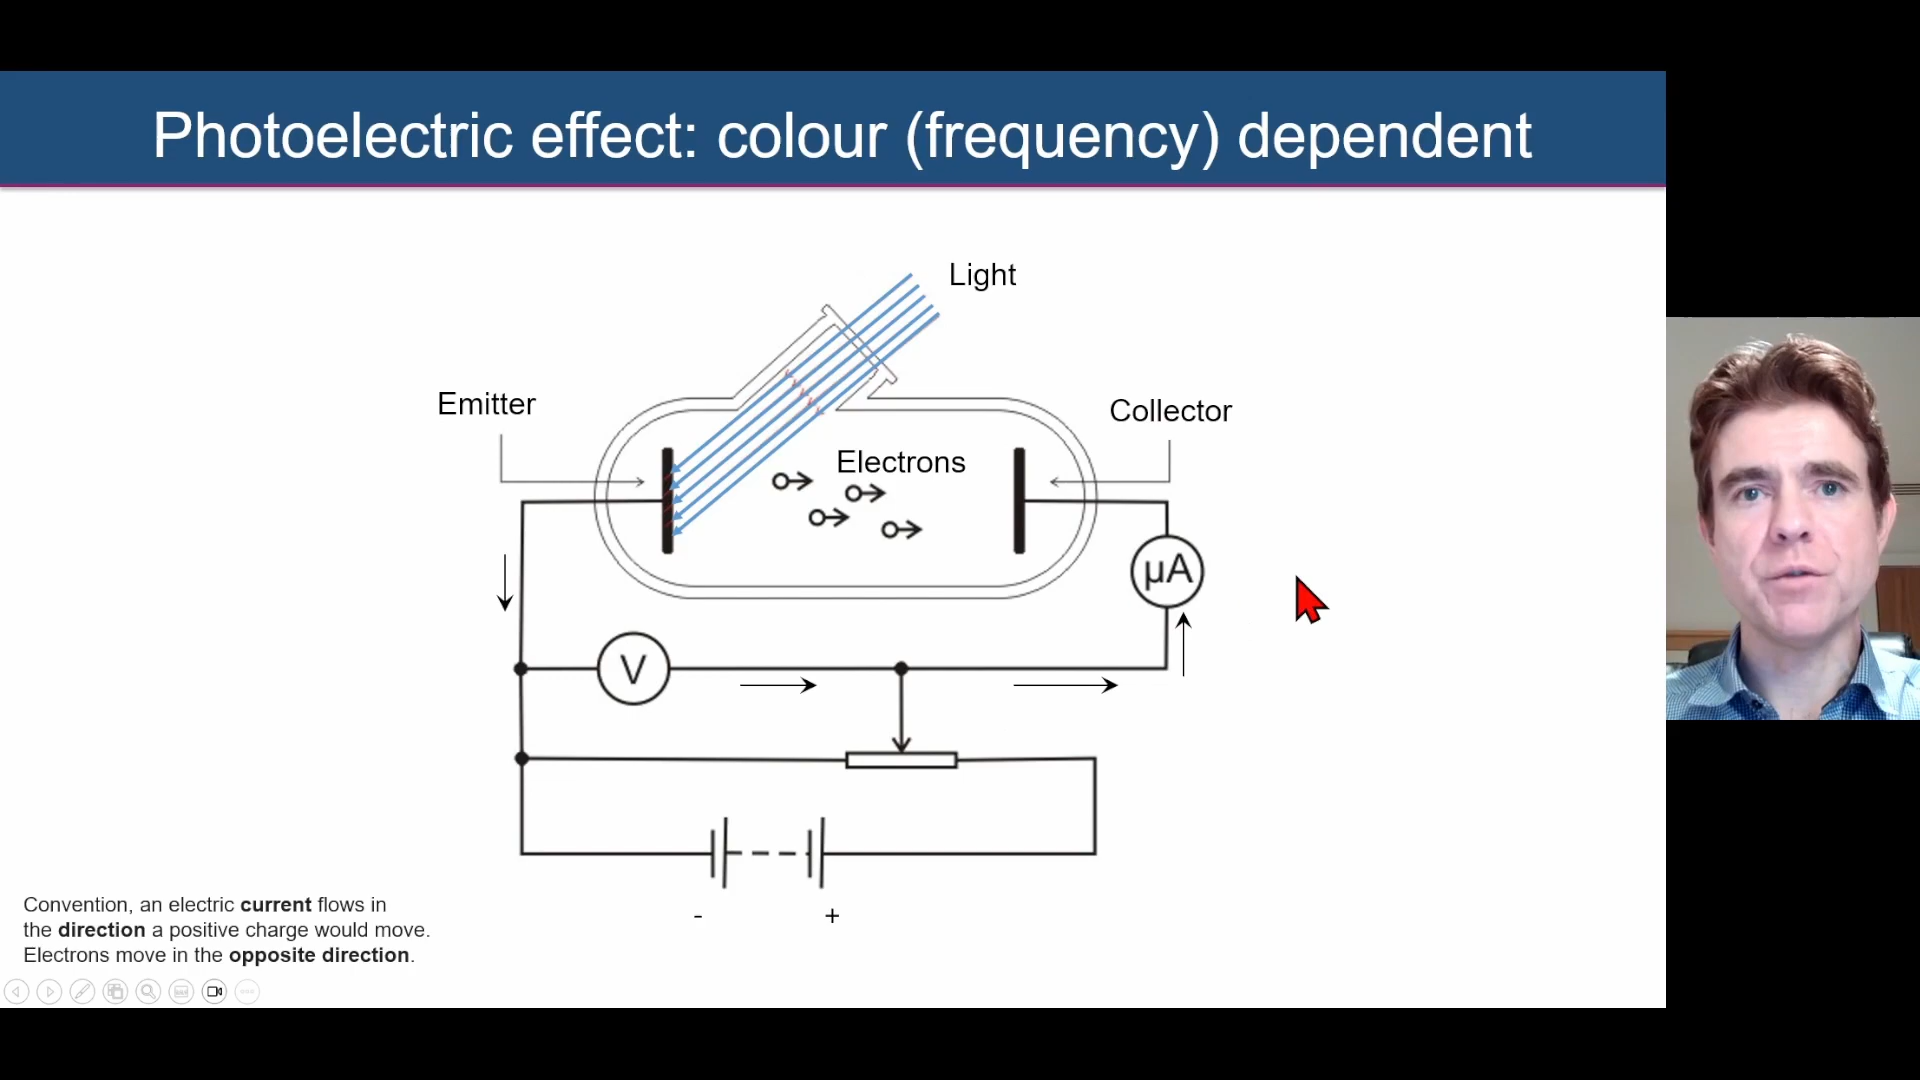 Photoelectric effect: colour (frequency) dependent
Light
Emitter
Collector
Electrons
µA
V
- +
Convention, an electric current flows in
the direction a positive charge would move.
Electrons move in the opposite direction.